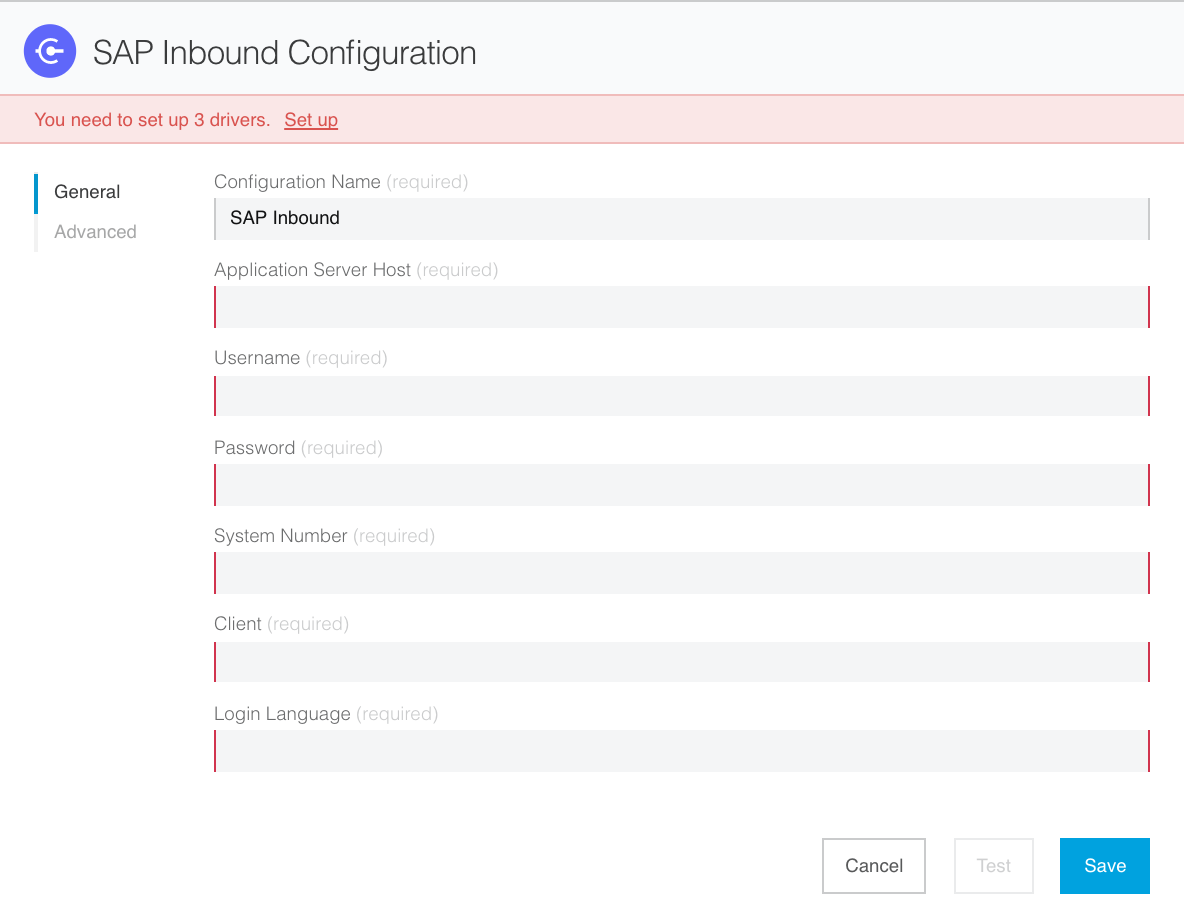 SAP Inbound Configuration
You need to set up 3 drivers. Set up
General
Advanced
Configuration Name (required)
SAP Inbound
Application Server Host (required)
Username (required)
Password (required)
System Number (required)
Client (required)
Login Language (required)
Cancel
Test
Save